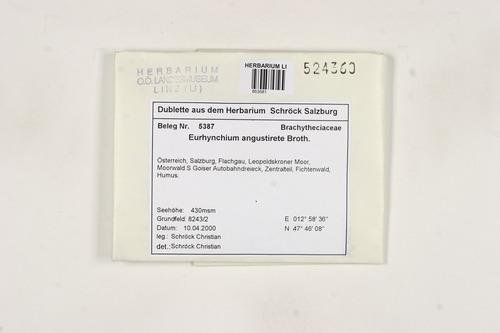 HERBARIUM
O.Ö. LANDESMUSEUM
LINZ (LI)
HERBARIUM LI
524360
Dublette aus dem Herbarium Schröck Salzburg
Beleg Nr. 5387 Brachytheciaceae
Eurhynchium angustirete Broth.
Österreich, Salzburg, Flachgau, Leopoldskroner Moor,
Moorwald S Goiser Autobahndreieck, Zentralteil, Fichtenwald,
Humus.
Seehöhe: 430msm
Grundfeld: 8243/2 E 012° 58' 36"
Datum: 10.04.2000 N 47° 46' 08"
leg.: Schröck Christian
det.: Schröck Christian